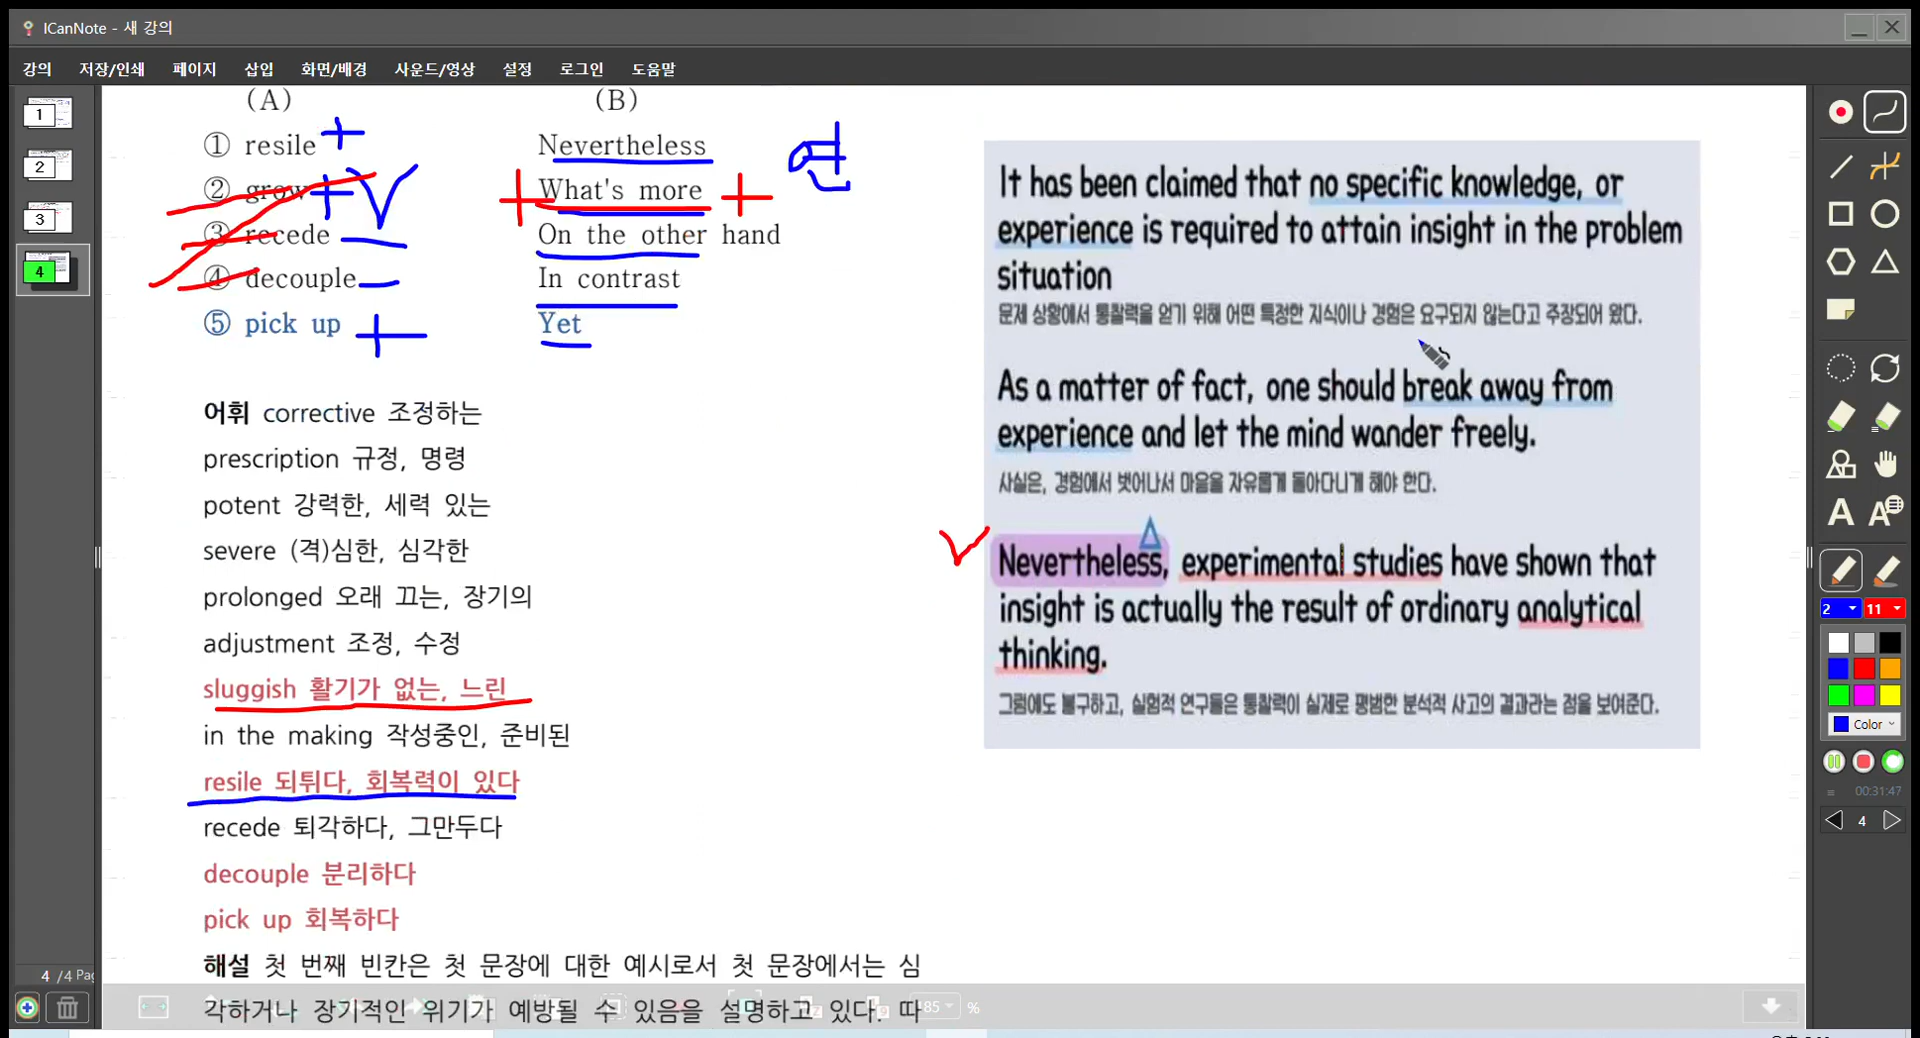 ICanNote - 새 강의
강의 저장/인쇄 페이지 삽입 화면/배경 사운드/영상 설정 로그인 도움말
1
2
3
4
(A) (B)
① resile Nevertheless
② grow What's more
③ recede On the other hand
④ decouple In contrast
⑤ pick up Yet
어휘 corrective 조정하는
prescription 규정, 명령
potent 강력한, 세력 있는
severe (격)심한, 심각한
prolonged 오래 끄는, 장기의
adjustment 조정, 수정
sluggish 활기가 없는, 느린
in the making 작성중인, 준비된
resile 되튀다, 회복력이 있다
recede 퇴각하다, 그만두다
decouple 분리하다
pick up 회복하다
해설 첫 번째 빈칸은 첫 문장에 대한 예시로서 첫 문장에서는 심
각하거나 장기적인 위기가 예방될 수 있음을 설명하고 있다. 따
It has been claimed that no specific knowledge, or
experience is required to attain insight in the problem
situation
문제 상황에서 통찰력을 얻기 위해 어떤 특정한 지식이나 경험은 요구되지 않는다고 주장되어 왔다.
As a matter of fact, one should break away from
experience and let the mind wander freely.
사실은, 경험에서 벗어나서 마음을 자유롭게 돌아다니게 해야 한다.
Nevertheless, experimental studies have shown that
insight is actually the result of ordinary analytical
thinking.
그럼에도 불구하고, 실험적 연구들은 통찰력이 실제로 평범한 분석적 사고의 결과라는 점을 보여준다.
2 11
Color
00:31:47
4
4 /4 Pag
85 %